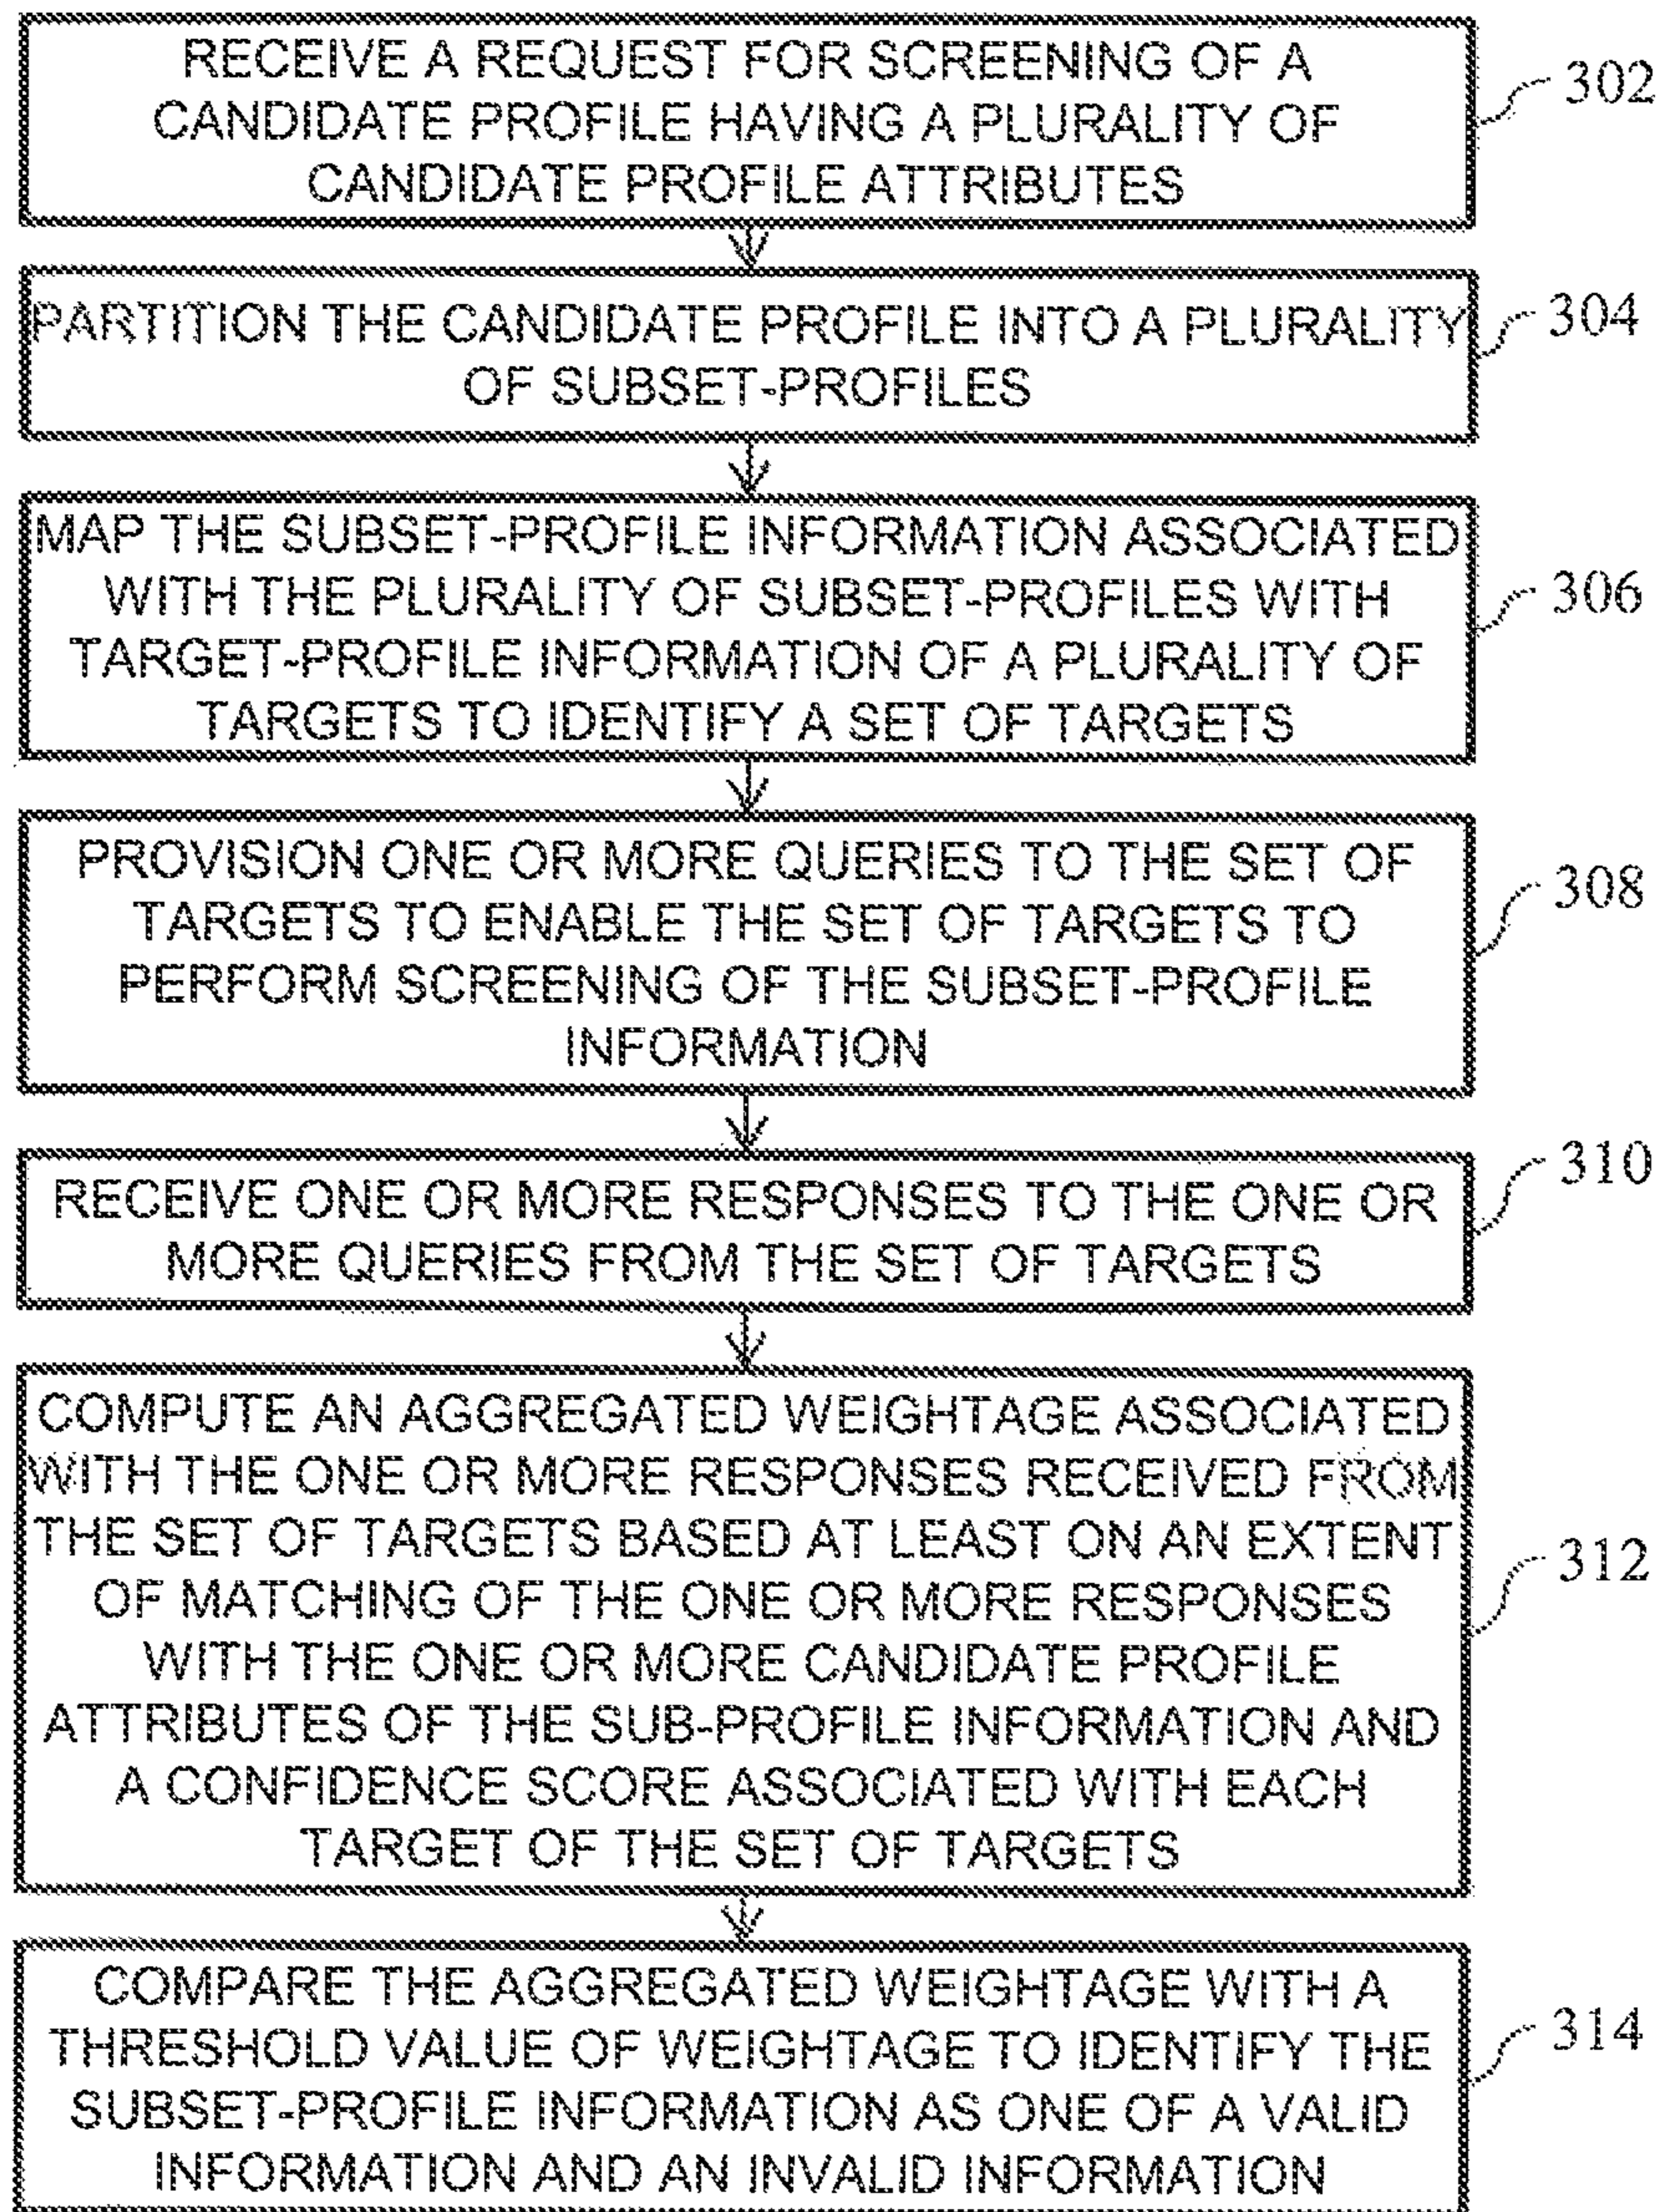 RECEIVE A REQUEST FOR SCREENING OF A
CANDIDATE PROFILE HAVING A PLURALITY OF
CANDIDATE PROFILE ATTRIBUTES
302
PARTITION THE CANDIDATE PROFILE INTO A PLURALITY
OF SUBSET-PROFILES
304
MAP THE SUBSET-PROFILE INFORMATION ASSOCIATED
WITH THE PLURALITY OF SUBSET-PROFILES WITH
TARGET-PROFILE INFORMATION OF A PLURALITY OF
TARGETS TO IDENTIFY A SET OF TARGETS
306
PROVISION ONE OR MORE QUERIES TO THE SET OF
TARGETS TO ENABLE THE SET OF TARGETS TO
PERFORM SCREENING OF THE SUBSET-PROFILE
INFORMATION
308
RECEIVE ONE OR MORE RESPONSES TO THE ONE OR
MORE QUERIES FROM THE SET OF TARGETS
310
COMPUTE AN AGGREGATED WEIGHTAGE ASSOCIATED
WITH THE ONE OR MORE RESPONSES RECEIVED FROM
THE SET OF TARGETS BASED AT LEAST ON AN EXTENT
OF MATCHING OF THE ONE OR MORE RESPONSES
WITH THE ONE OR MORE CANDIDATE PROFILE
ATTRIBUTES OF THE SUB-PROFILE INFORMATION AND
A CONFIDENCE SCORE ASSOCIATED WITH EACH
TARGET OF THE SET OF TARGETS
312
COMPARE THE AGGREGATED WEIGHTAGE WITH A
THRESHOLD VALUE OF WEIGHTAGE TO IDENTIFY THE
SUBSET-PROFILE INFORMATION AS ONE OF A VALID
INFORMATION AND AN INVALID INFORMATION
314